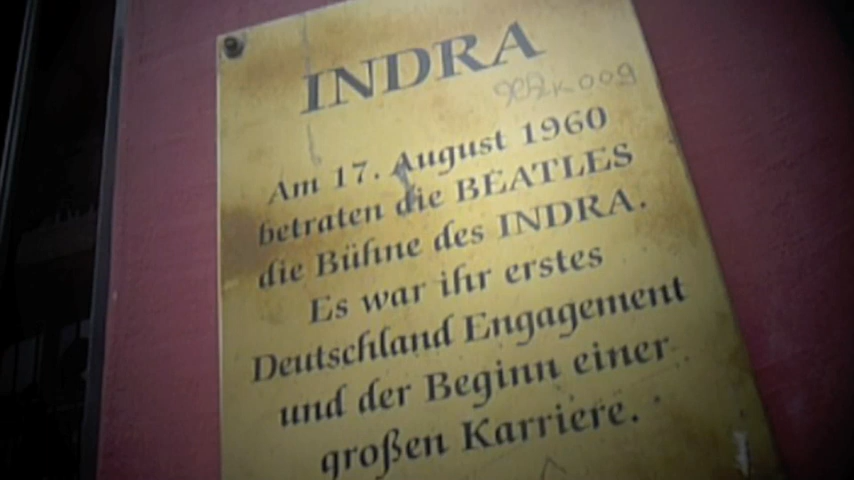 INDRA
Am 17. August 1960
betraten die BEATLES
die Bühne des INDRA.
Es war ihr erstes
Deutschland Engagement
und der Beginn einer
großen Karriere.